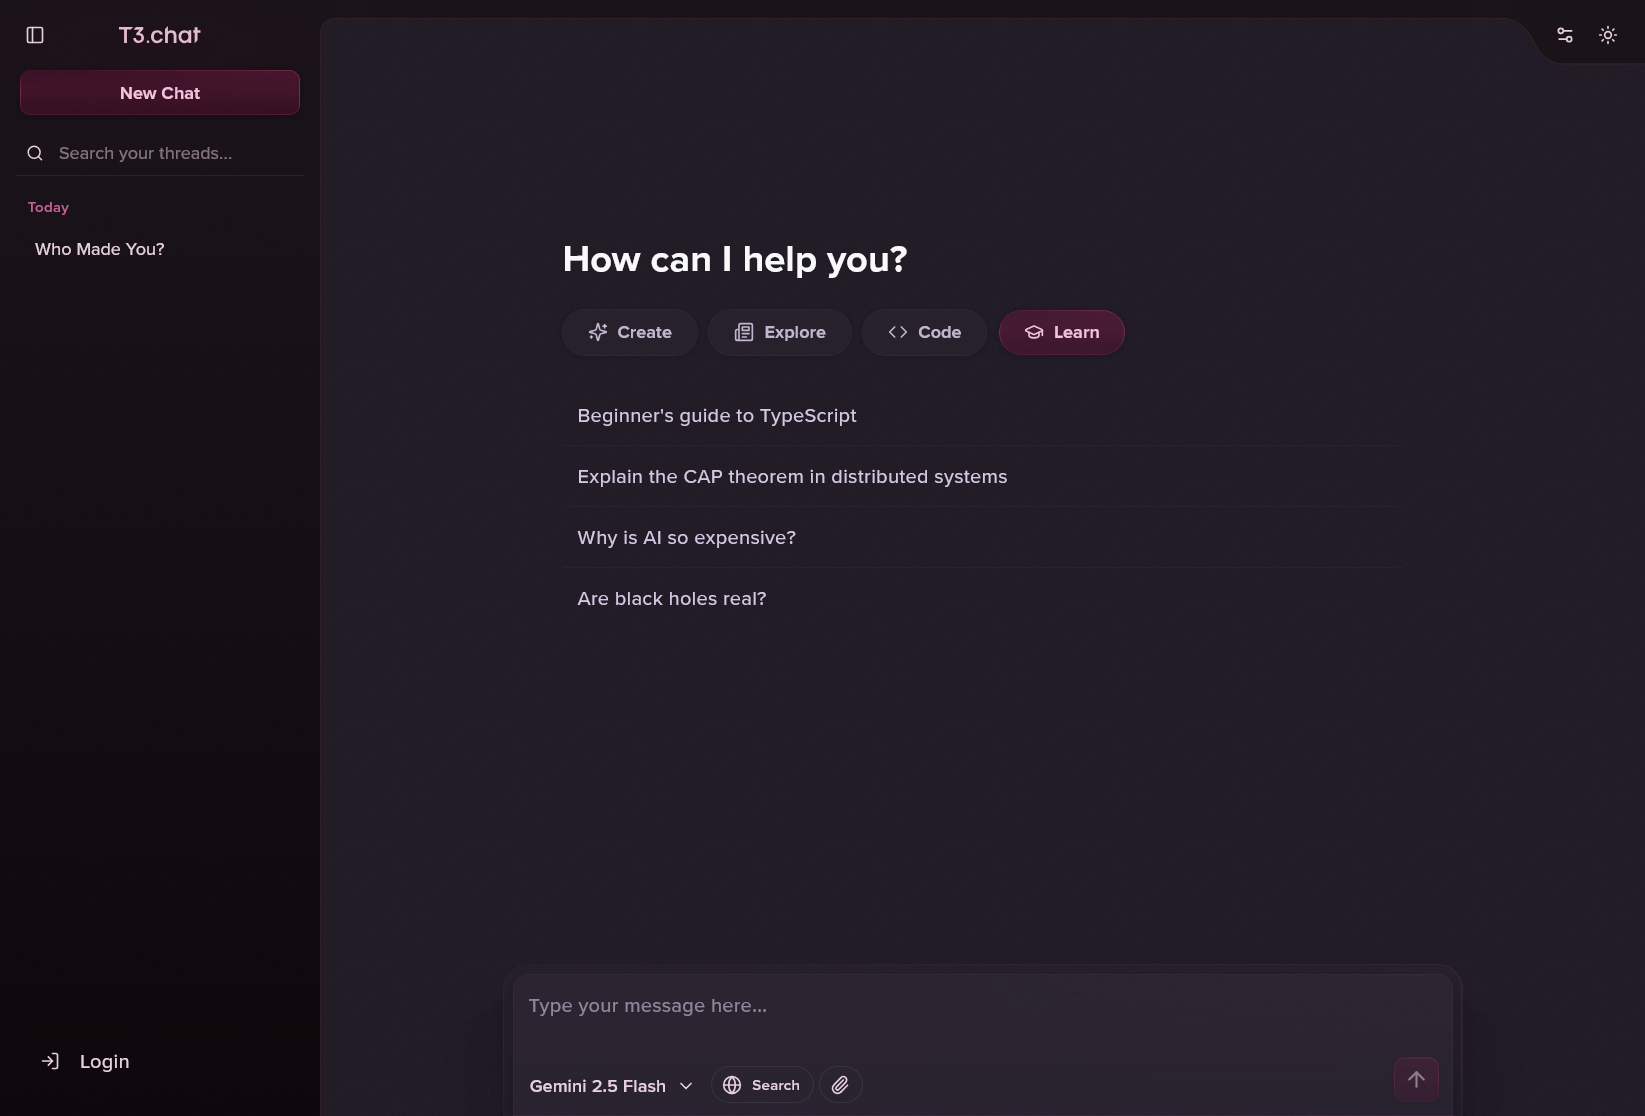 T3.chat
New Chat
Search your threads...
Today
Who Made You?
Login
How can I help you?
Create
Explore
Code
Learn
Beginner's guide to TypeScript
Explain the CAP theorem in distributed systems
Why is AI so expensive?
Are black holes real?
Type your message here...
Gemini 2.5 Flash
Search